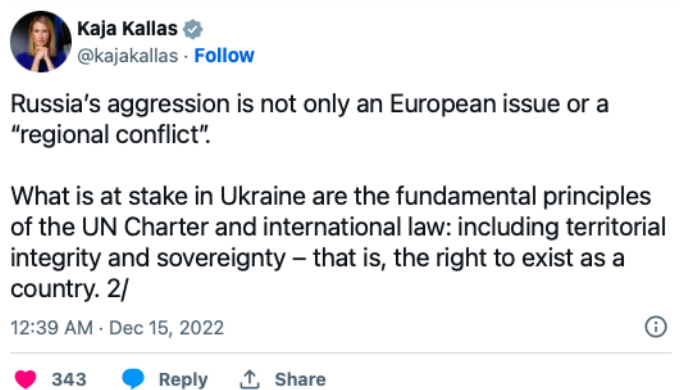 Kaja Kallas
@kajakallas · Follow
Russia’s aggression is not only an European issue or a
“regional conflict”.
What is at stake in Ukraine are the fundamental principles
of the UN Charter and international law: including territorial
integrity and sovereignty – that is, the right to exist as a
country. 2/
12:39 AM · Dec 15, 2022
343 Reply Share